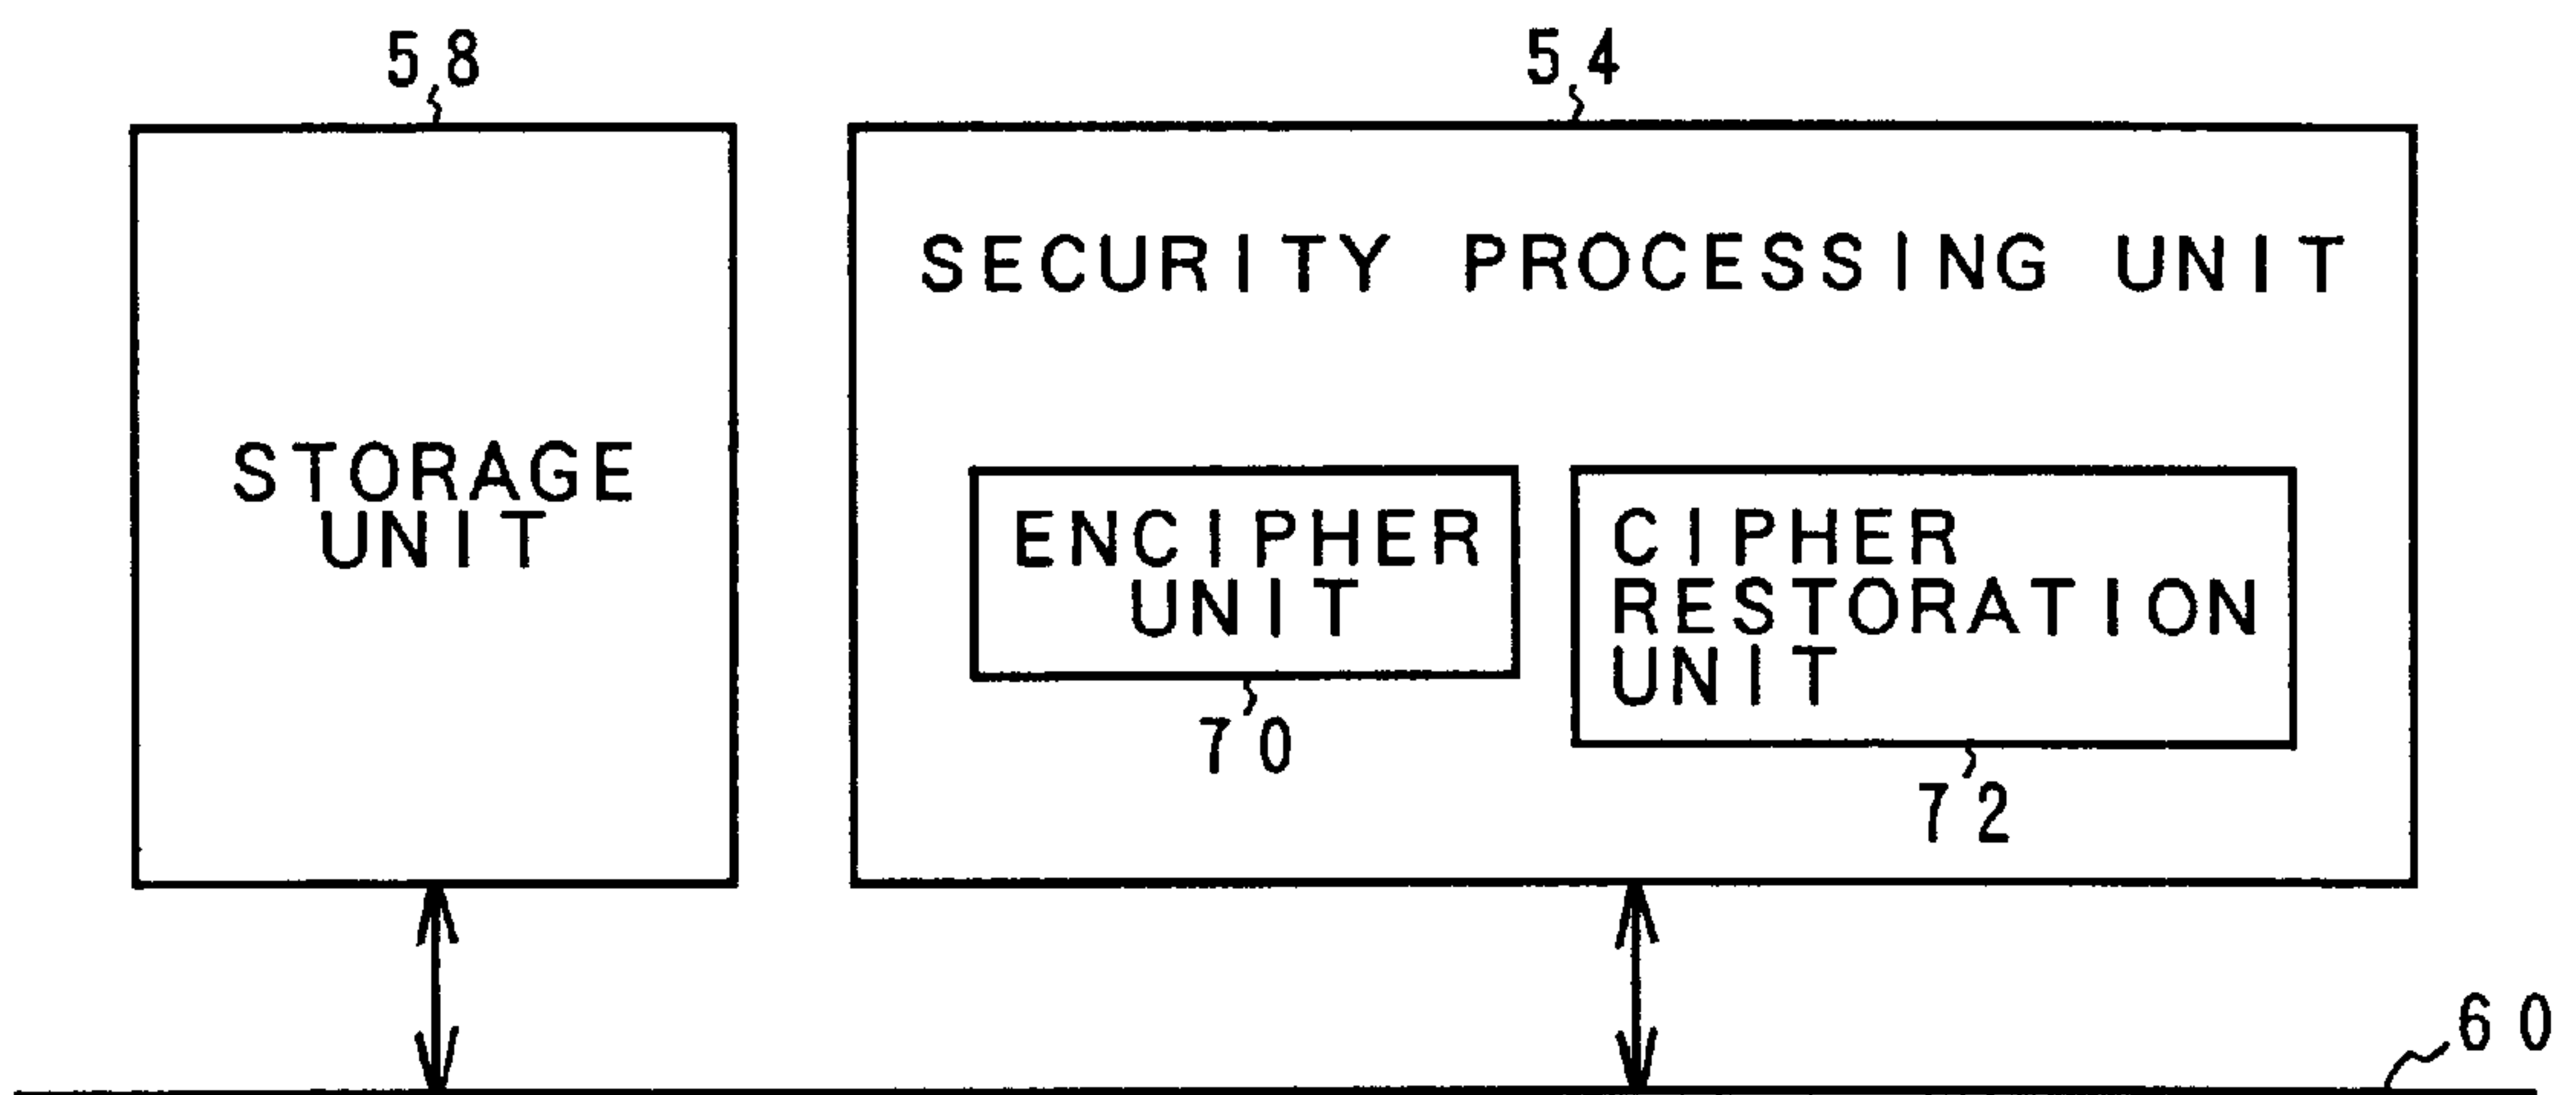 58
54
SECURITY PROCESSING UNIT
STORAGE
UNIT
ENCIPHER
UNIT
CIPHER
RESTORATION
UNIT
70
72
60